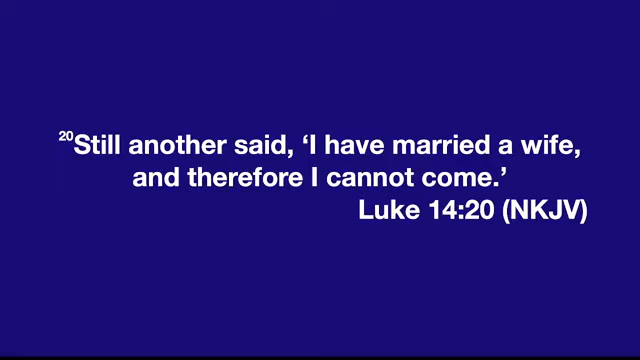 20Still another said, ‘I have married a wife,
and therefore I cannot come.’
Luke 14:20 (NKJV)